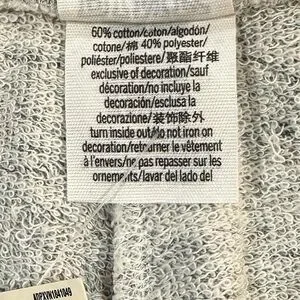 60% cotton/coton/algodón/
cotone/棉 40% polyester/
poliéster/poliestere/聚酯纤维
exclusive of decoration/sauf
décoration/no incluye la
decoración/esclusa la
decorazione/装饰除外
turn inside out/do not iron on
decoration/retourner le vêtement
à l'envers/ne pas repasser sur les
ornements/lavar del lado del